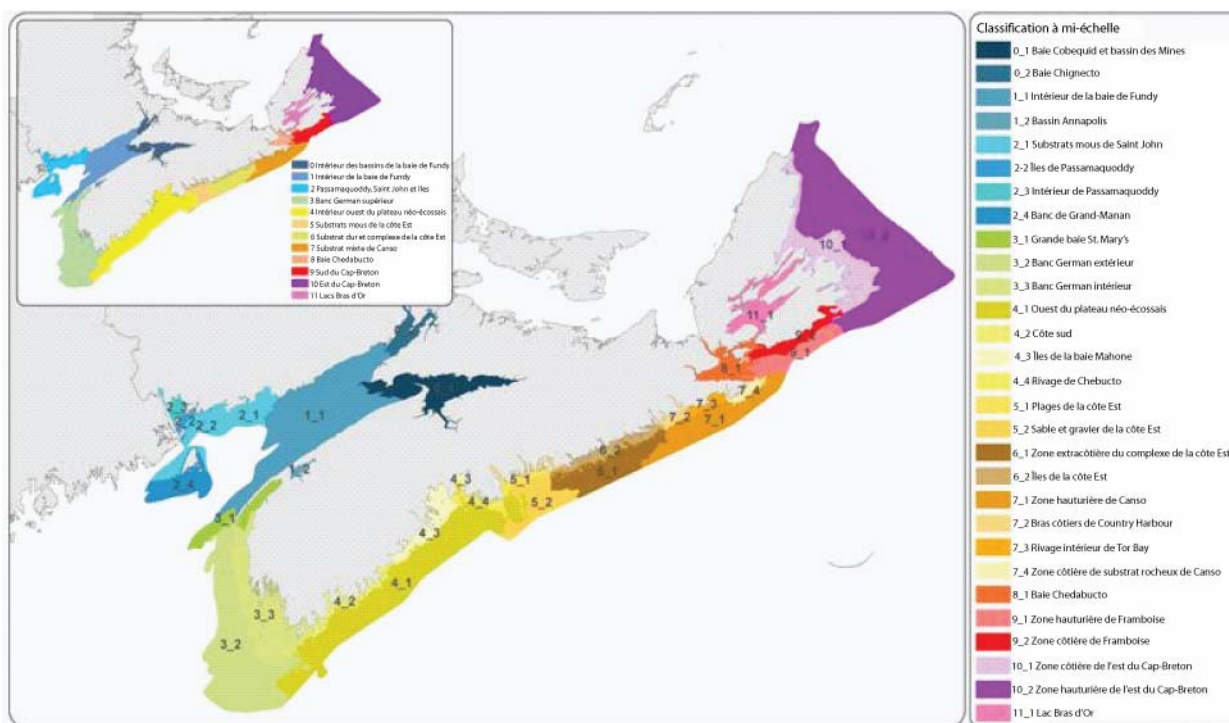 0 Intérieur des bassins de la baie de Fundy
1 Intérieur de la baie de Fundy
2 Passamaquoddy, Saint John et îles
3 Banc German supérieur
4 Intérieur ouest du plateau néo-écossais
5 Substrats mous de la côte Est
6 Substrat dur et complexe de la côte Est
7 Substrat mixte de Canso
8 Baie Chedabucto
9 Sud du Cap-Breton
10 Est du Cap-Breton
11 Lacs Bras d'Or
10_1
11_1
9_1
8_1
7_4
7_3
7_2
7_1
6_2
6_1
5_1
5_2
4_3
4_4
4_3
4_1
4_2
3_3
3_2
3_1
1_2
1_1
2_1
2_2
2_2
2_3
2_4
Classification à mi-échelle
0_1 Baie Cobequid et bassin des Mines
0_2 Baie Chignecto
1_1 Intérieur de la baie de Fundy
1_2 Bassin Annapolis
2_1 Substrats mous de Saint John
2-2 Îles de Passamaquoddy
2_3 Intérieur de Passamaquoddy
2_4 Banc de Grand-Manan
3_1 Grande baie St. Mary's
3_2 Banc German extérieur
3_3 Banc German intérieur
4_1 Ouest du plateau néo-écossais
4_2 Côte sud
4_3 Îles de la baie Mahone
4_4 Rivage de Chebucto
5_1 Plages de la côte Est
5_2 Sable et gravier de la côte Est
6_1 Zone extracôtière du complexe de la côte Est
6_2 Îles de la côte Est
7_1 Zone hauturière de Canso
7_2 Bras côtiers de Country Harbour
7_3 Rivage intérieur de Tor Bay
7_4 Zone côtière de substrat rocheux de Canso
8_1 Baie Chedabucto
9_1 Zone hauturière de Framboise
9_2 Zone côtière de Framboise
10_1 Zone côtière de l'est du Cap-Breton
10_2 Zone hauturière de l'est du Cap-Breton
11_1 Lac Bras d'Or